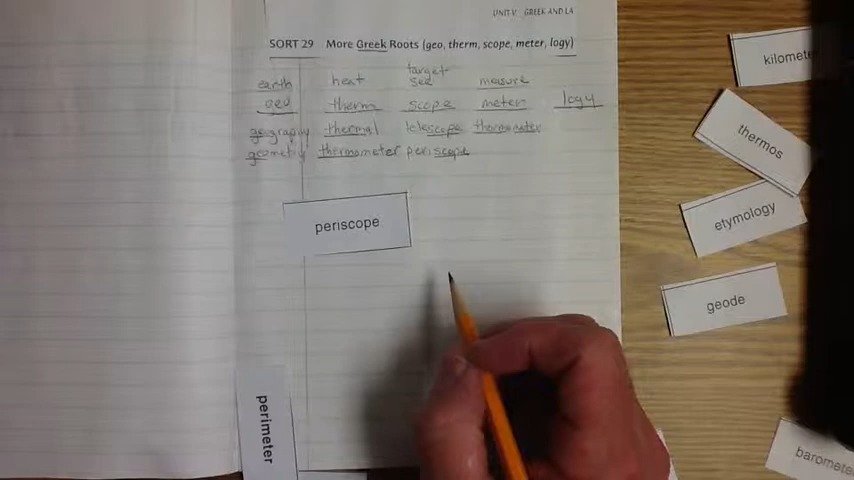 UNIT V GREEK AND LA
SORT 29 More Greek Roots (geo, therm, scope, meter, logy)
earth heat target see measure
geo therm scope meter logy
geography thermal telescope thermometer
geometry thermometer periscope
periscope
perimeter
kilometer
thermos
etymology
geode
barometer